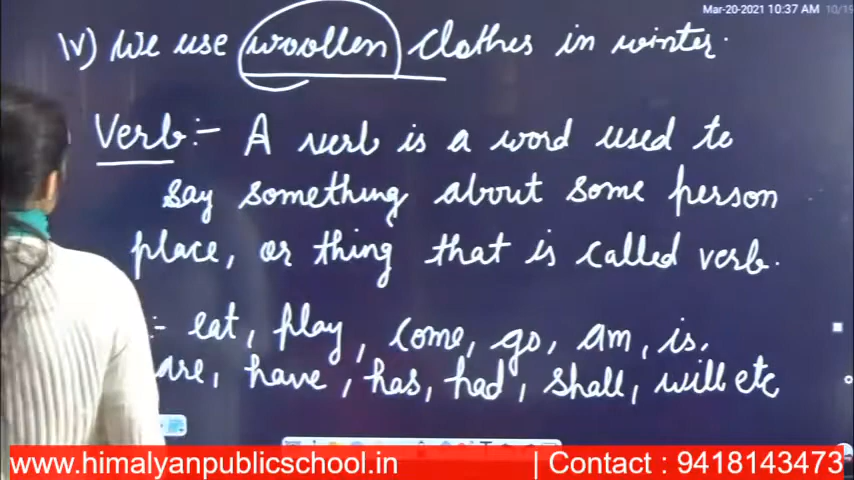 Mar-20-2021 10:37 AM 10/15
iv) We use woollen clothes in winter.
Verb:- A verb is a word used to
say something about some person
place, or thing that is called verb.
:- eat, play, come, go, am, is,
are, have, has, had, shall, will etc
www.himalyanpublicschool.in | Contact : 9418143473